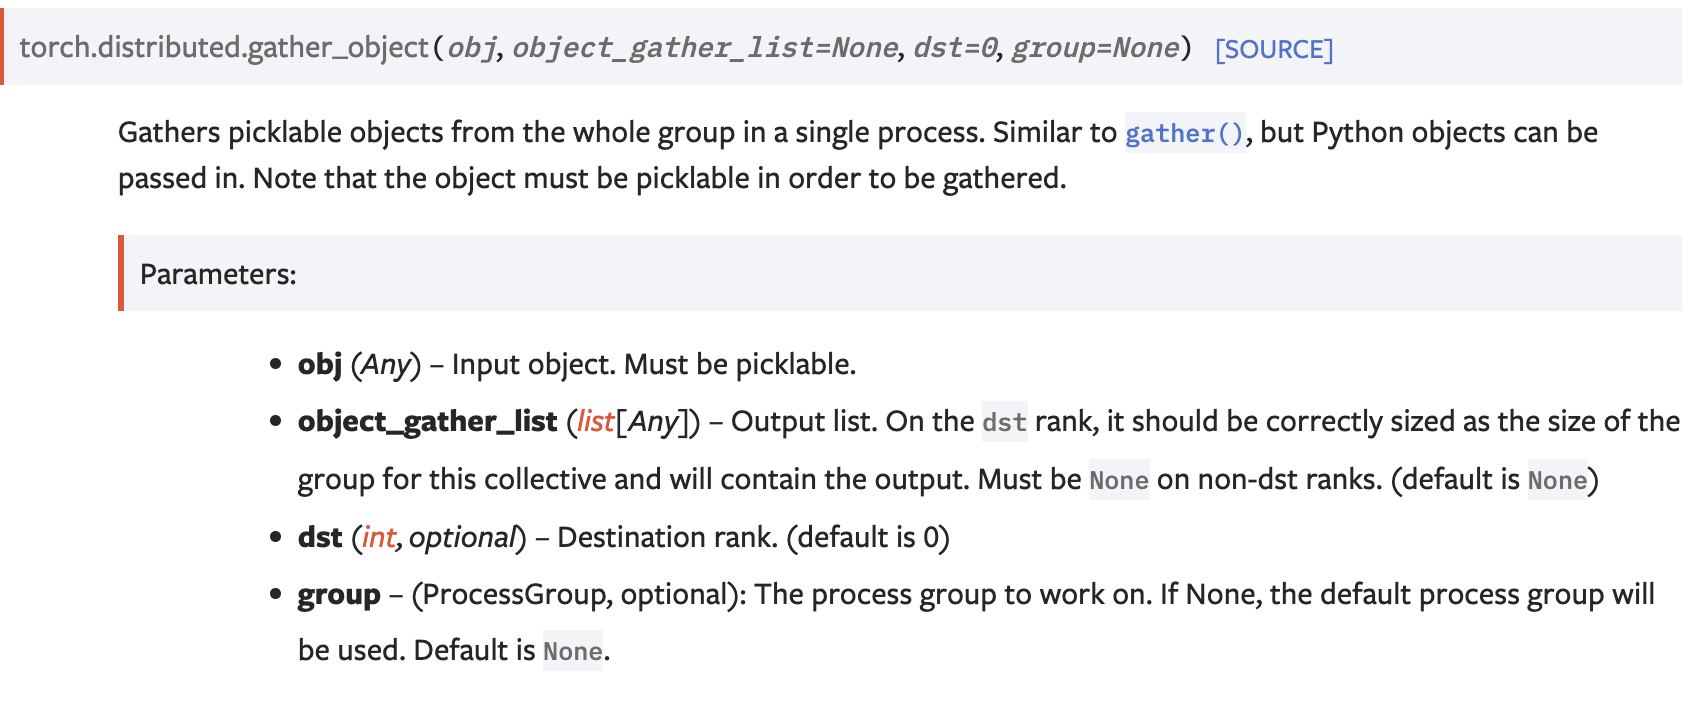 torch.distributed.gather_object(obj, object_gather_list=None, dst=0, group=None) [SOURCE]
Gathers picklable objects from the whole group in a single process. Similar to gather(), but Python objects can be
passed in. Note that the object must be picklable in order to be gathered.
Parameters:
• obj (Any) – Input object. Must be picklable.
• object_gather_list (list[Any]) – Output list. On the dst rank, it should be correctly sized as the size of the
group for this collective and will contain the output. Must be None on non-dst ranks. (default is None)
• dst (int, optional) – Destination rank. (default is 0)
• group – (ProcessGroup, optional): The process group to work on. If None, the default process group will
be used. Default is None.